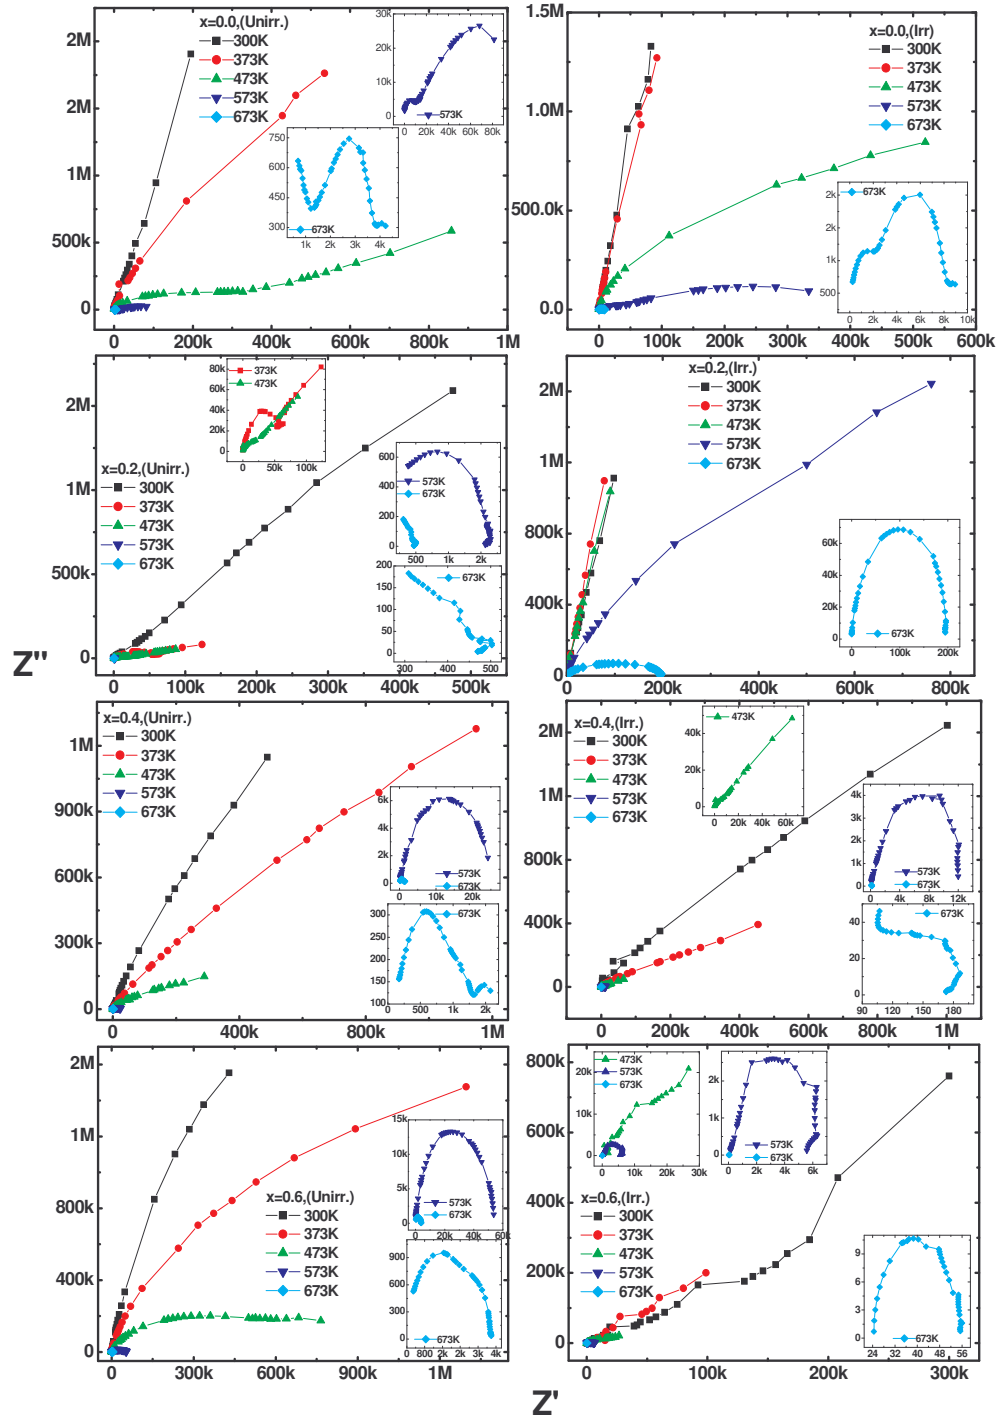 x=0.0,(Unirr.)
300K
373K
473K
573K
673K
2M
2M
1M
500k
0
0
200k
400k
600k
800k
1M
30k
20k
10k
0
0
20k
40k
60k
80k
573K
750
600
450
300
1k
2k
3k
4k
673K
x=0.0,(Irr)
300K
373K
473K
573K
673K
1.5M
1.0M
500.0k
0.0
0
100k
200k
300k
400k
500k
600k
673K
2k
2k
1k
500
0
2k
4k
6k
8k
10k
x=0.2,(Unirr.)
300K
373K
473K
573K
673K
2M
1M
500k
0
0
100k
200k
300k
400k
500k
373K
473K
80k
60k
40k
20k
0
0
50k
100k
600
400
200
0
573K
673K
500
1k
2k
200
150
100
50
0
673K
300
400
500
x=0.2,(Irr.)
300K
373K
473K
573K
673K
2M
1M
800k
400k
0
0
200k
400k
600k
800k
60k
40k
20k
0
673K
0
100k
200k
Z''
x=0.4,(Unirr.)
300K
373K
473K
573K
673K
1M
900k
600k
300k
0
0
400k
800k
1M
6k
4k
2k
0
573K
673K
0
10k
20k
300
250
200
150
100
673K
500
1k
2k
x=0.4,(Irr.)
300K
373K
473K
573K
673K
2M
1M
800k
400k
0
0
200k
400k
600k
800k
1M
473K
40k
20k
0
0
20k
40k
60k
4k
3k
2k
1k
0
573K
673K
0
4k
8k
12k
673K
40
20
0
90
120
150
180
x=0.6,(Unirr.)
300K
373K
473K
573K
673K
2M
1M
800k
400k
0
0
300k
600k
900k
1M
15k
10k
5k
0
573K
673K
0
20k
40k
60k
900
600
300
0
673K
800
2k
2k
3k
4k
x=0.6,(Irr.)
300K
373K
473K
573K
673K
800k
600k
400k
200k
0
0
100k
200k
300k
473K
573K
673K
20k
10k
0
0
10k
20k
30k
2k
1k
0
573K
673K
0
2k
4k
6k
9
6
3
0
673K
24
32
40
48
56
Z'